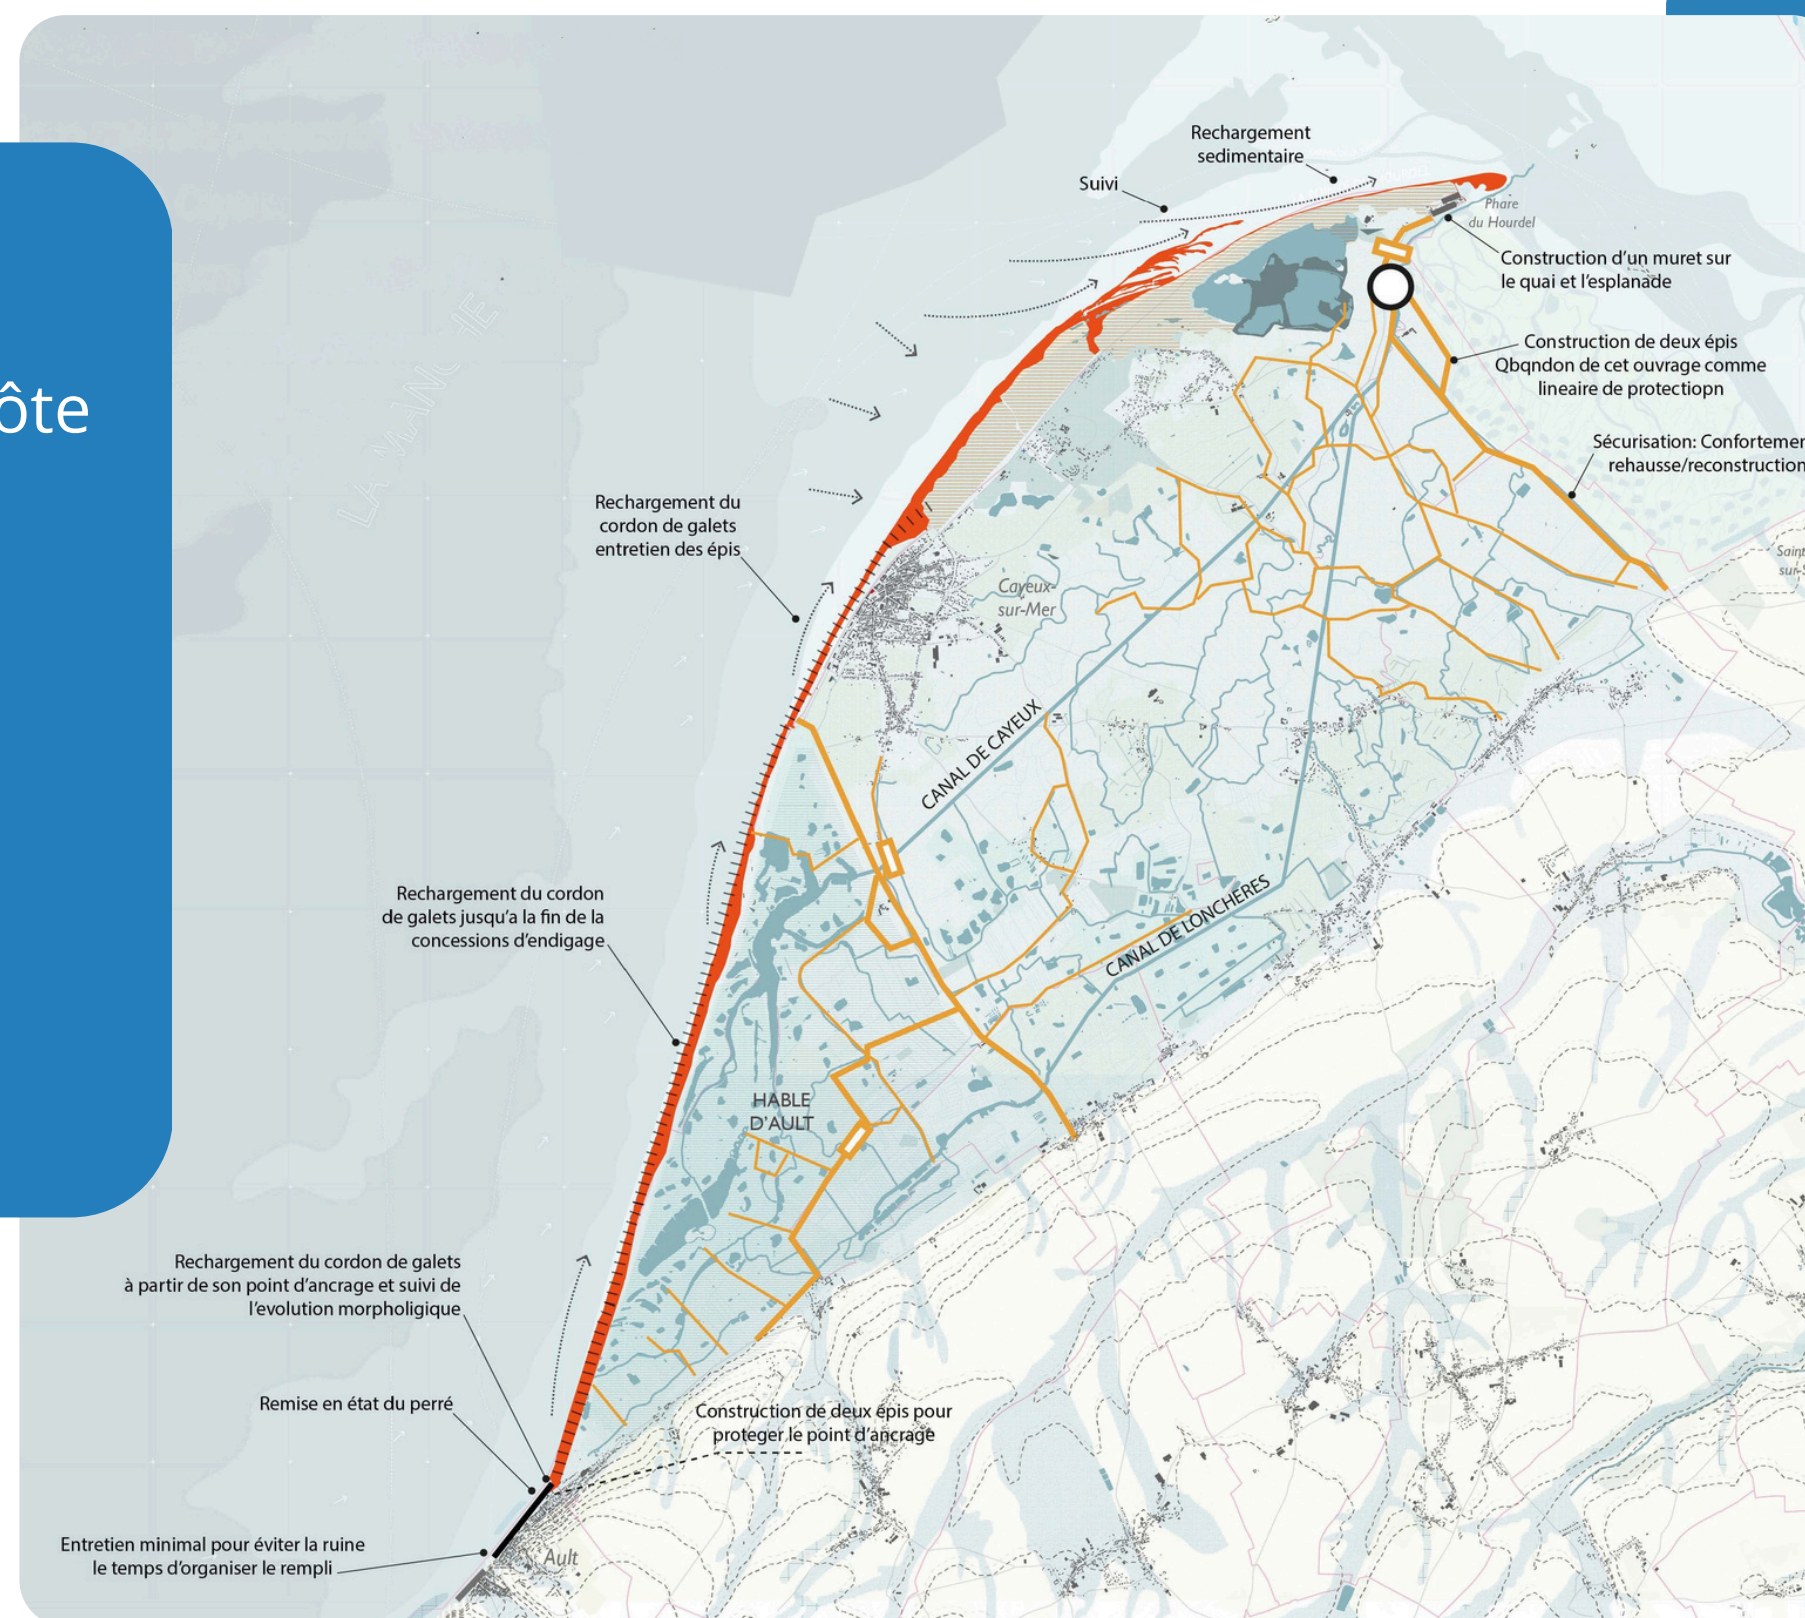 ôte
LA MANCHE
Rechargement
sedimentaire
Suivi
Phare
du Hourdel
Construction d’un muret sur
le quai et l’esplanade
Construction de deux épis
Qbqndon de cet ouvrage comme
lineaire de protectiopn
Sécurisation: Confortemen
rehausse/reconstruction
Saint
sur-S
Rechargement du
cordon de galets
entretien des épis
Cayeux-
sur-Mer
CANAL DE CAYEUX
CANAL DE LONCHERES
Rechargement du cordon
de galets jusqu’a la fin de la
concessions d’endigage
HABLE
D’AULT
Rechargement du cordon de galets
à partir de son point d’ancrage et suivi de
l’evolution morpholigique
Remise en état du perré
Construction de deux épis pour
proteger le point d’ancrage
Entretien minimal pour éviter la ruine
le temps d’organiser le rempli
Ault